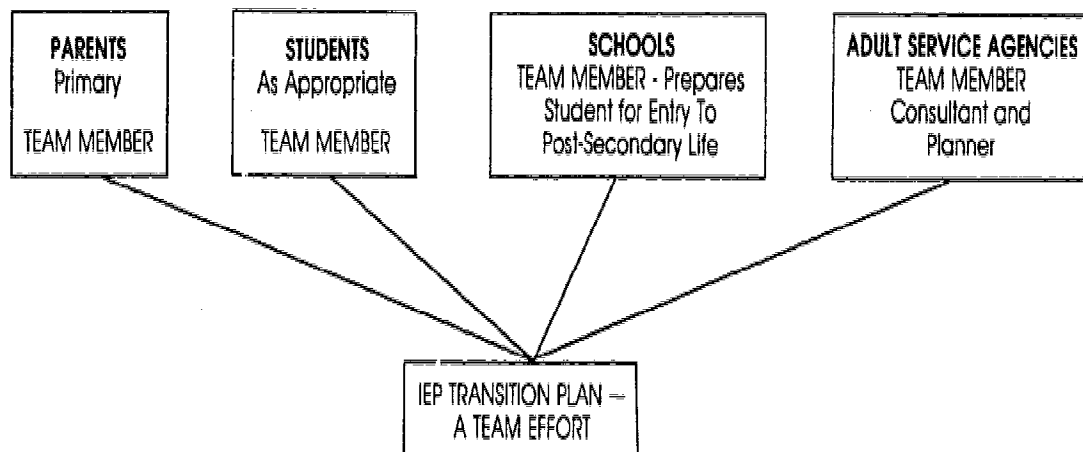 PARENTS
Primary
TEAM MEMBER
STUDENTS
As Appropriate
TEAM MEMBER
SCHOOLS
TEAM MEMBER - Prepares
Student for Entry To
Post-Secondary Life
ADULT SERVICE AGENCIES
TEAM MEMBER
Consultant and
Planner
IEP TRANSITION PLAN —
A TEAM EFFORT